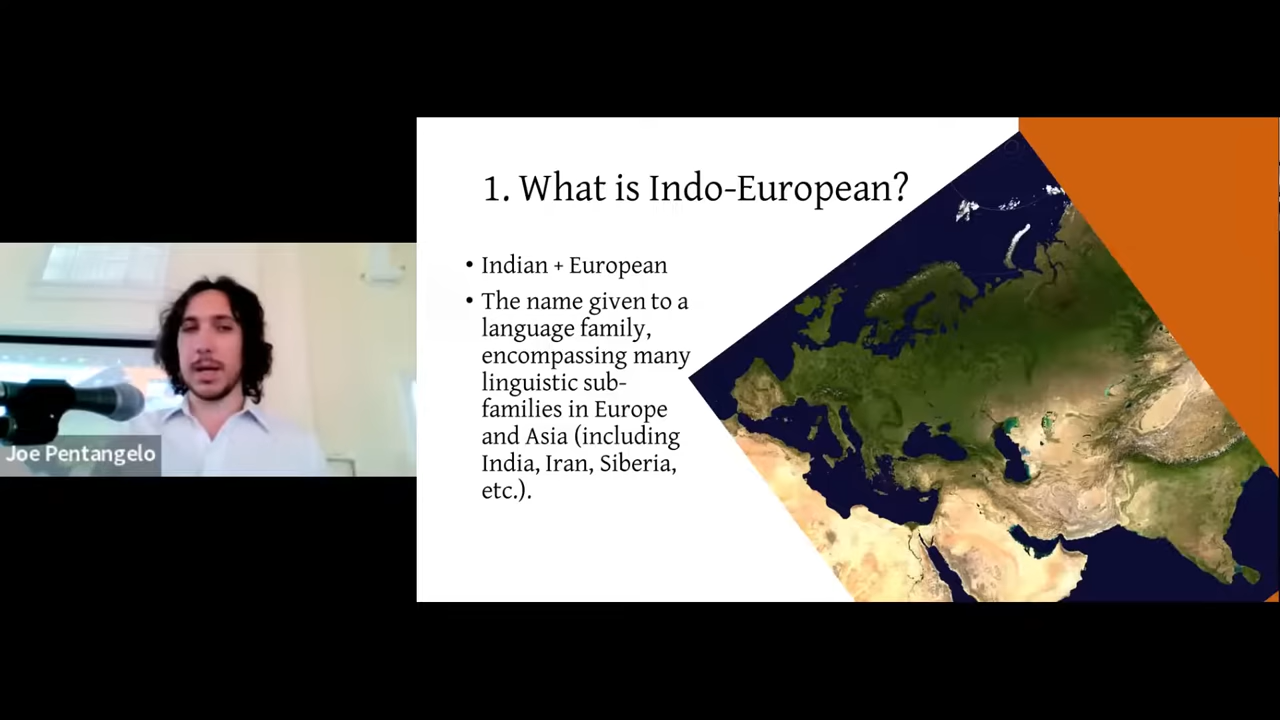 1. What is Indo-European?
• Indian + European
• The name given to a
language family,
encompassing many
linguistic sub-
families in Europe
and Asia (including
India, Iran, Siberia,
etc.).
Joe Pentangelo